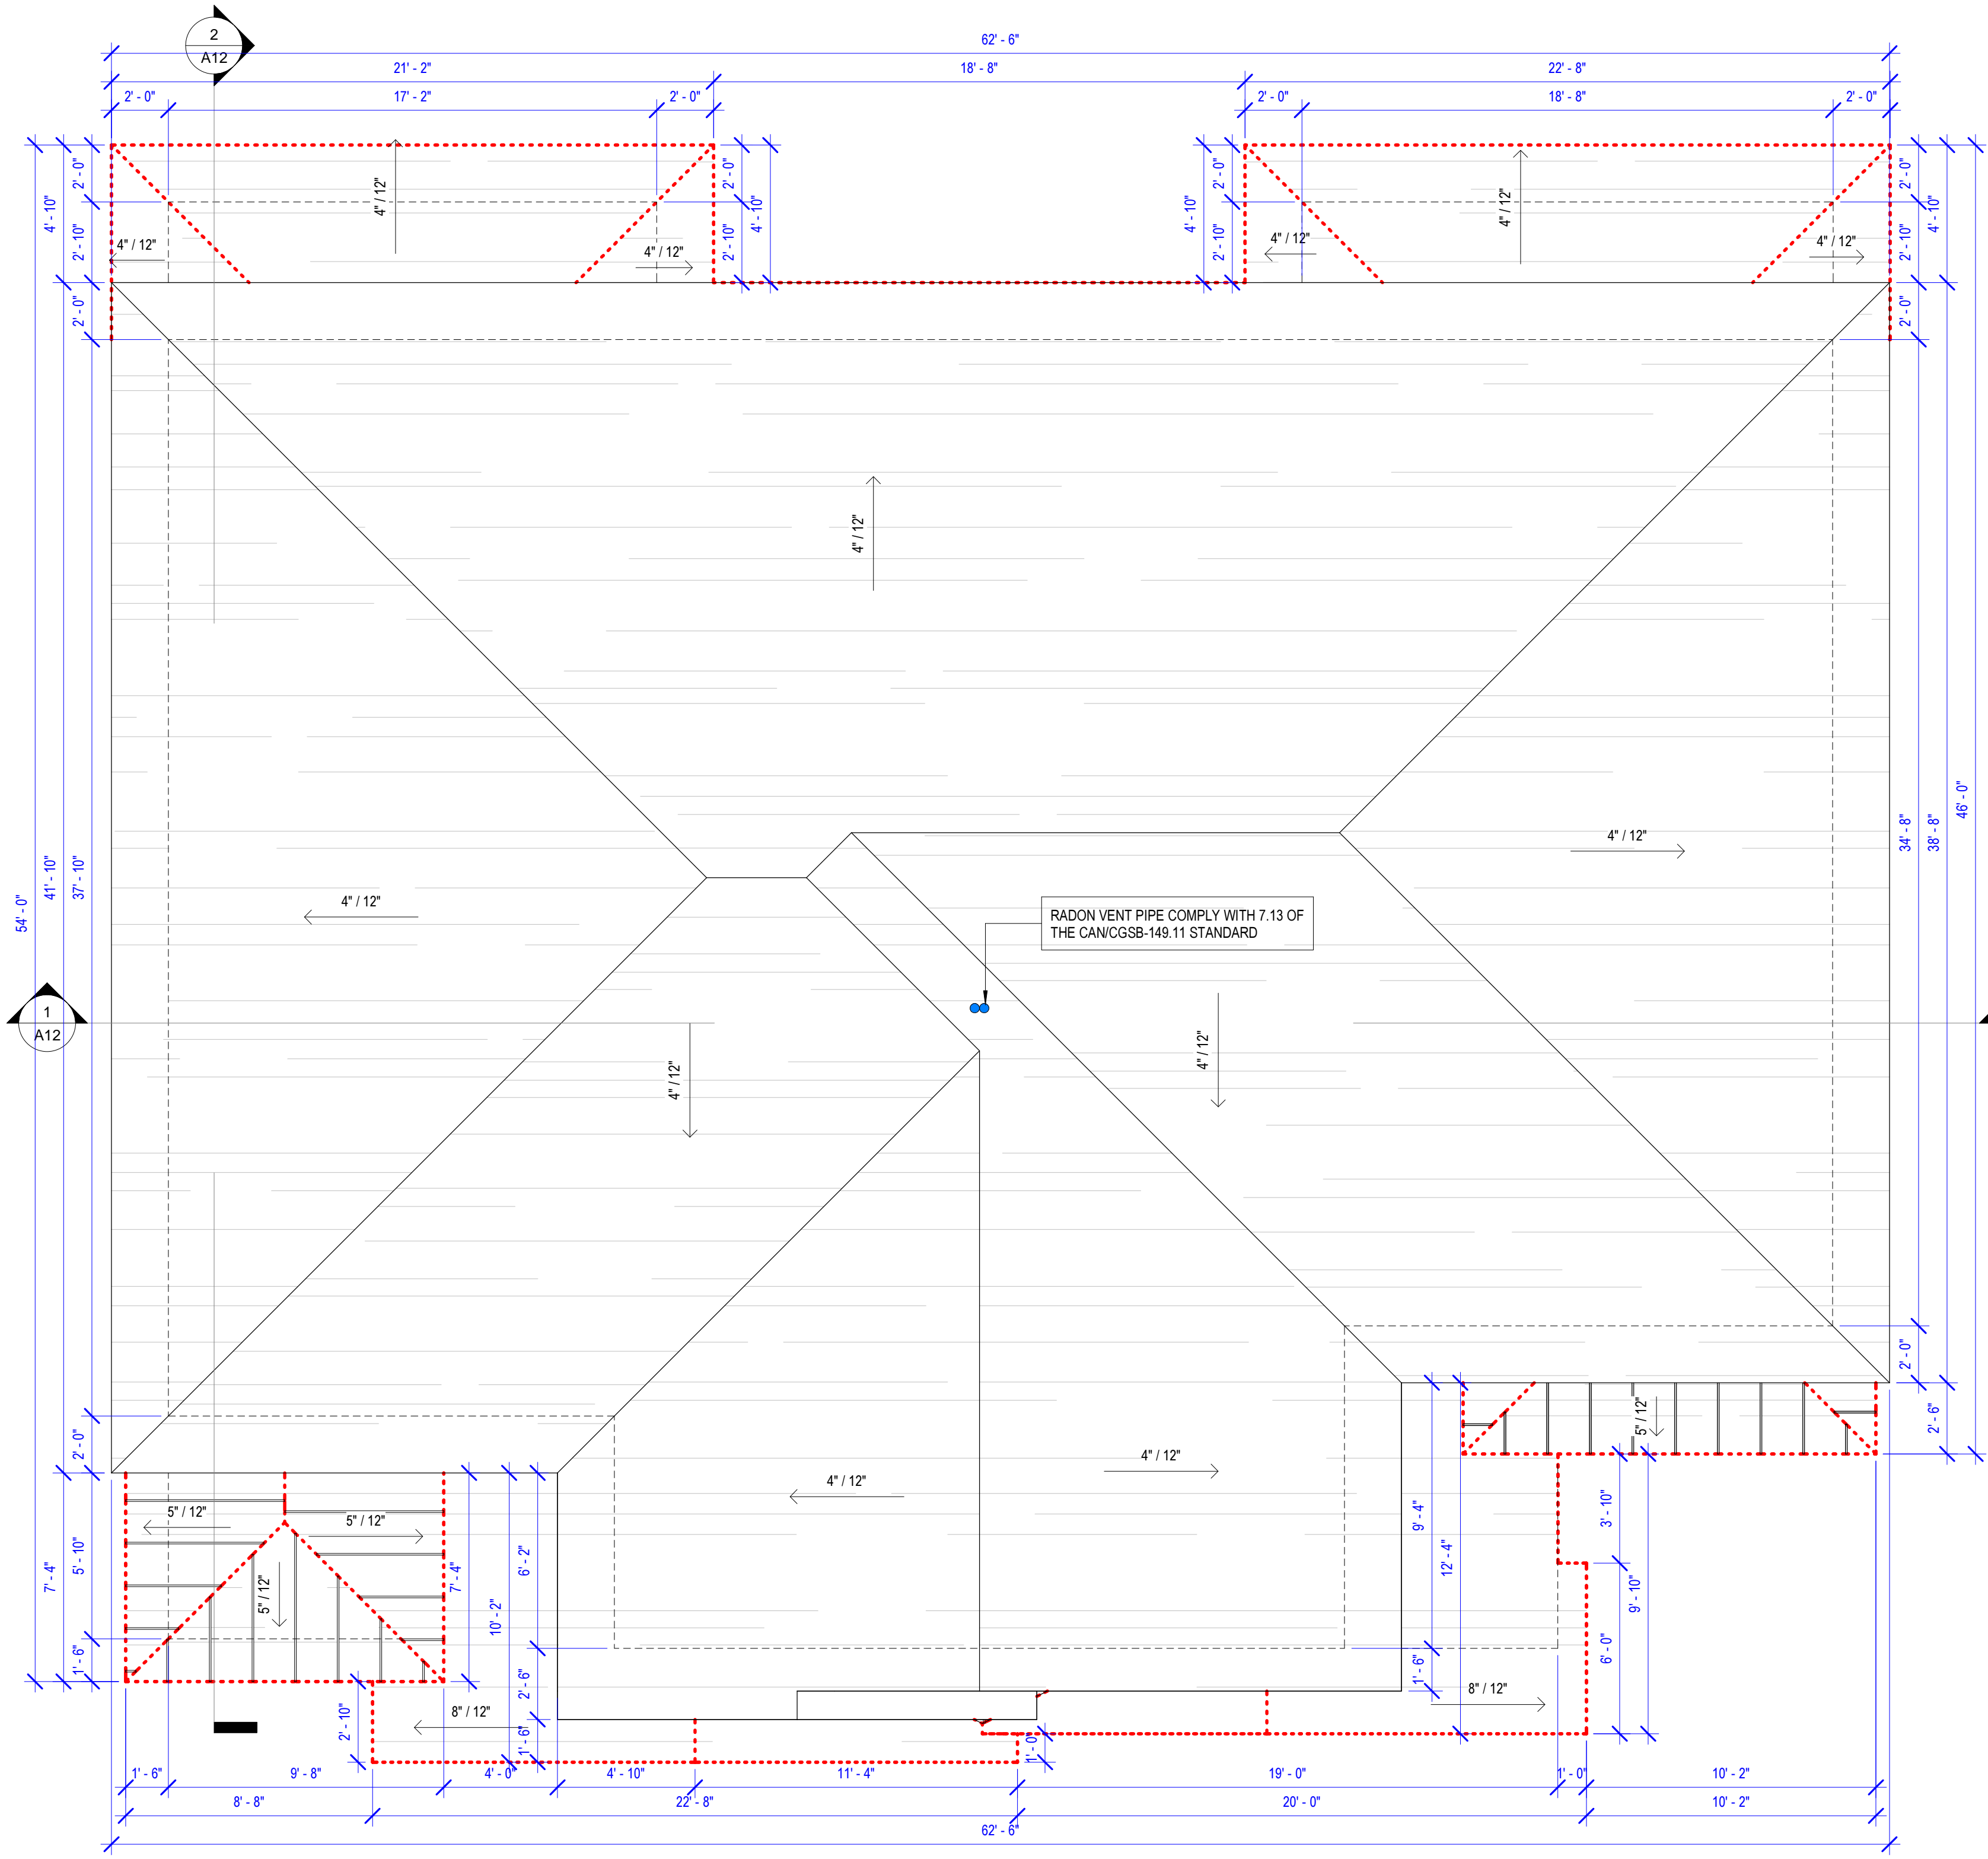 2
A12
62' - 6"
21' - 2"
18' - 8"
22' - 8"
2' - 0"
17' - 2"
2' - 0"
2' - 0"
18' - 8"
2' - 0"
2' - 0"
4' - 10"
2' - 10"
2' - 0"
4" / 12"
4" / 12"
4" / 12"
2' - 0"
2' - 10"
4' - 10"
4' - 10"
2' - 0"
2' - 10"
4" / 12"
4" / 12"
4" / 12"
2' - 0"
2' - 10"
4' - 10"
2' - 0"
4" / 12"
4" / 12"
4" / 12"
34' - 8"
38' - 8"
46' - 0"
54' - 0"
41' - 10"
37' - 10"
RADON VENT PIPE COMPLY WITH 7.13 OF
THE CAN/CGSB-149.11 STANDARD
1
A12
4" / 12"
4" / 12"
2' - 0"
2' - 6"
5" / 12"
2' - 0"
4" / 12"
4" / 12"
5" / 12"
5" / 12"
5" / 12"
7' - 4"
5' - 10"
1' - 6"
7' - 4"
10' - 2"
6' - 2"
2' - 6"
1' - 6"
9' - 4"
12' - 4"
1' - 6"
3' - 10"
9' - 10"
6' - 0"
8" / 12"
8" / 12"
2' - 10"
1' - 0"
1' - 6"
9' - 8"
4' - 0"
4' - 10"
11' - 4"
19' - 0"
1' - 0"
10' - 2"
8' - 8"
22' - 8"
20' - 0"
10' - 2"
62' - 6"